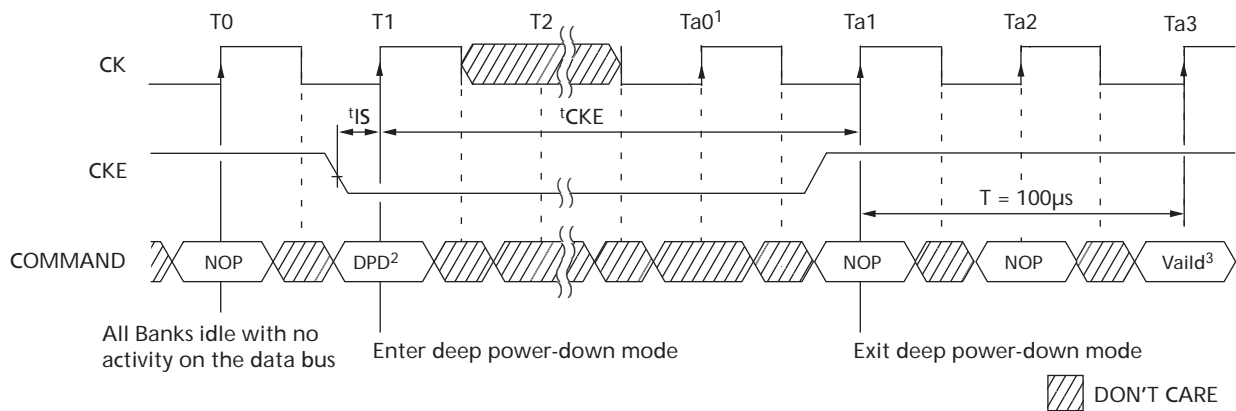 T0 T1 T2 Ta0¹ Ta1 Ta2 Ta3
CK
tIS tCKE
CKE
T = 100µs
COMMAND NOP DPD² NOP NOP Vaild³
All Banks idle with no
activity on the data bus
Enter deep power-down mode
Exit deep power-down mode
DON'T CARE